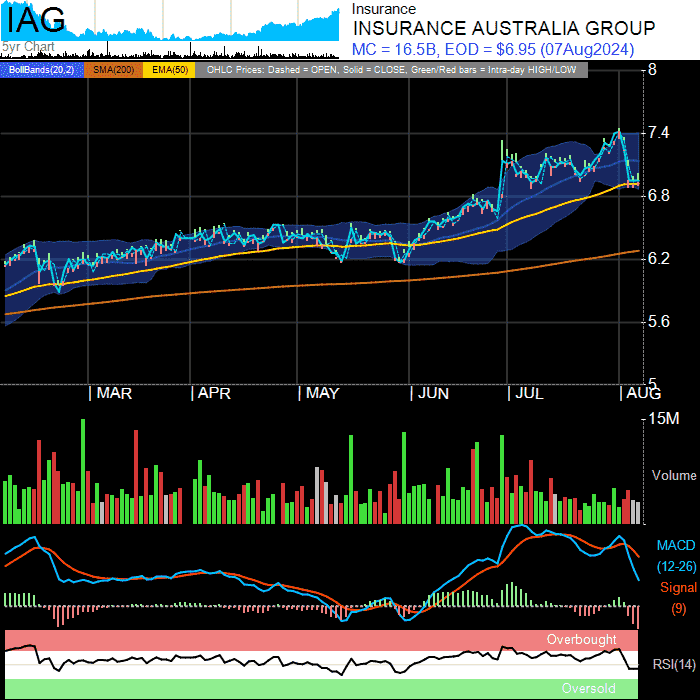 IAG
5yr Chart
Insurance
INSURANCE AUSTRALIA GROUP
MC = 16.5B, EOD = $6.95 (07Aug2024)
BollBands(20,2) SMA(200) EMA(50) OHLC Prices: Dashed = OPEN, Solid = CLOSE, Green/Red bars = Intra-day HIGH/LOW
8
7.4
6.8
6.2
5.6
5
MAR APR MAY JUN JUL AUG
15M
Volume
MACD
(12-26)
Signal
(9)
Overbought
RSI(14)
Oversold